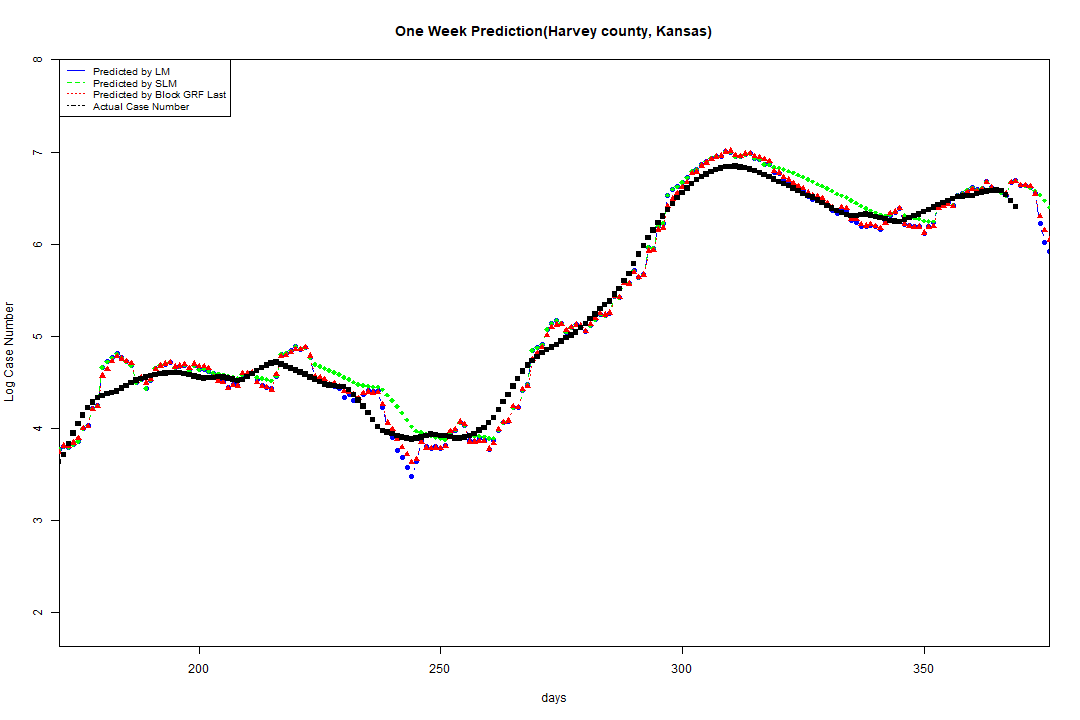 One Week Prediction(Harvey county, Kansas)
Predicted by LM
Predicted by SLM
Predicted by Block GRF Last
Actual Case Number
8
7
6
5
4
3
2
Log Case Number
200
250
300
350
days